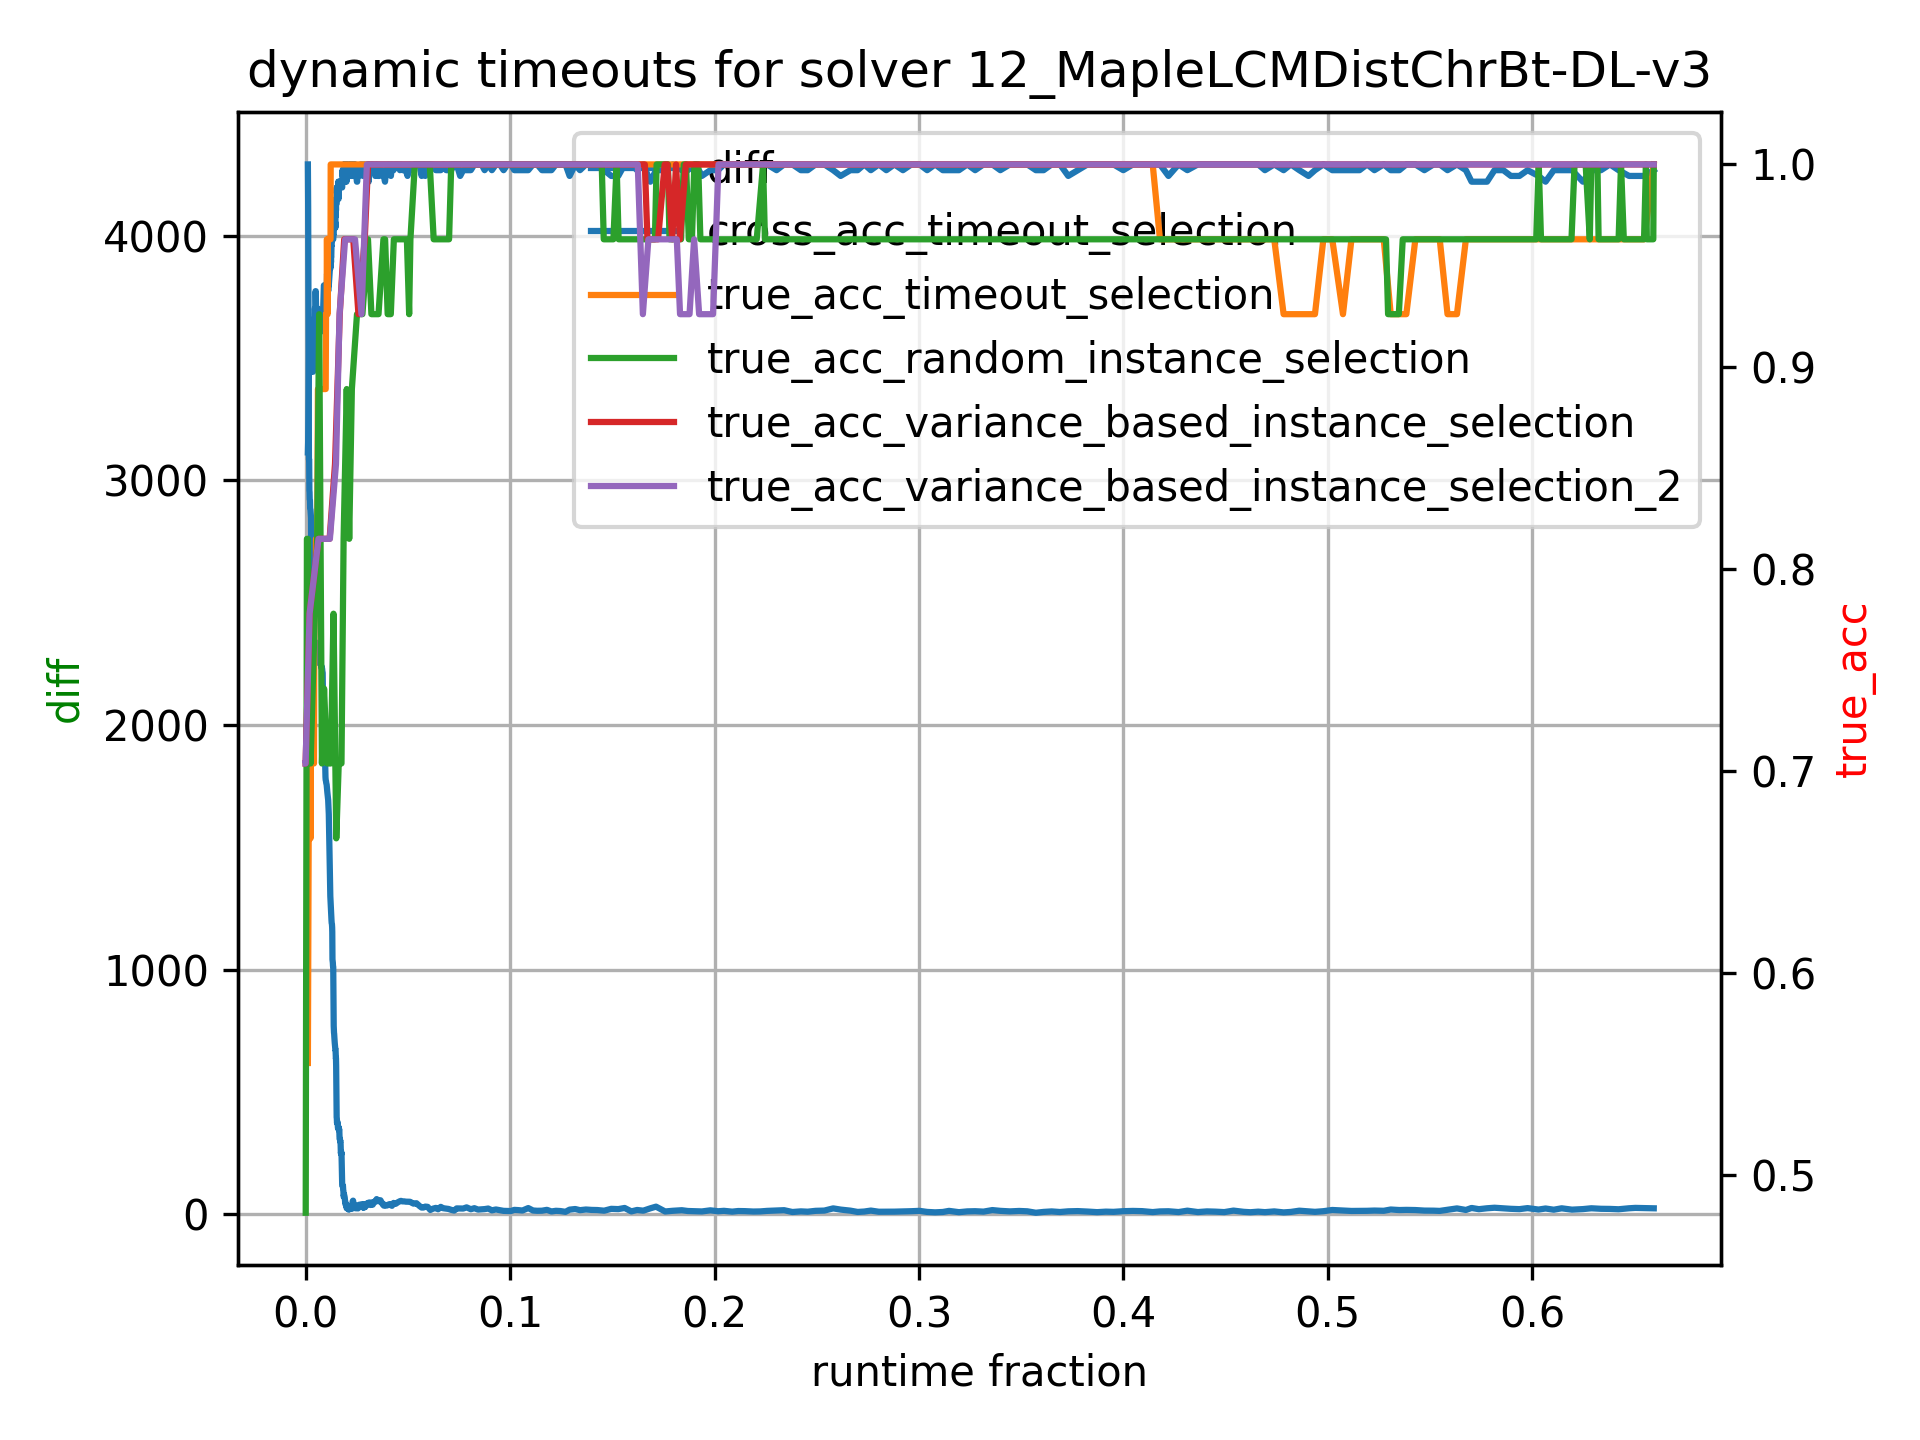 dynamic timeouts for solver 12_MapleLCMDistChrBt-DL-v3
diff
cross_acc_timeout_selection
true_acc_timeout_selection
true_acc_random_instance_selection
true_acc_variance_based_instance_selection
true_acc_variance_based_instance_selection_2
diff
4000
3000
2000
1000
0
1.0
0.9
0.8
0.7
0.6
0.5
true_acc
0.0 0.1 0.2 0.3 0.4 0.5 0.6
runtime fraction